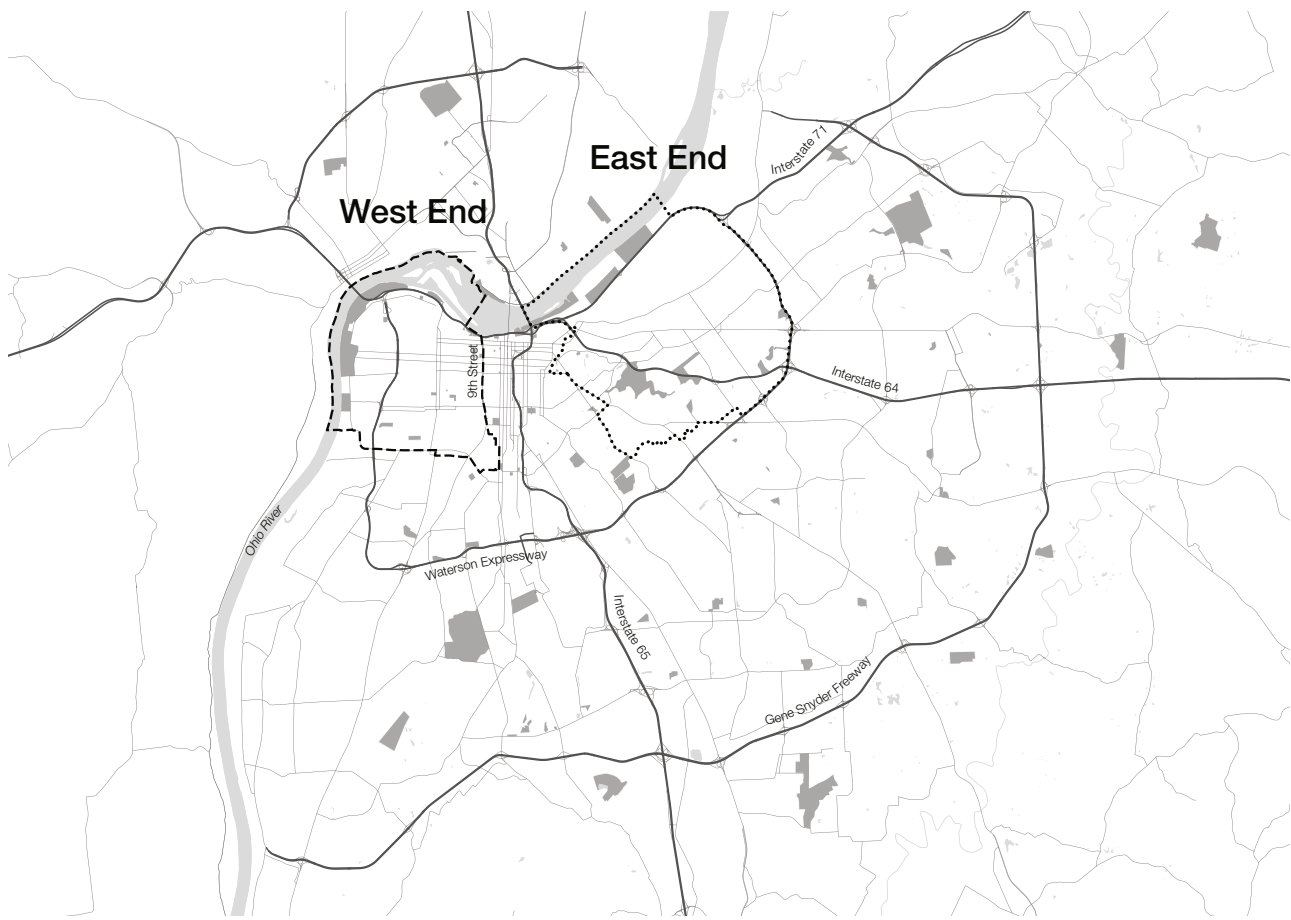 Interstate 71
East End
West End
9th Street
Interstate 64
Ohio River
Waterson Expressway
Interstate 65
Gene Snyder Freeway